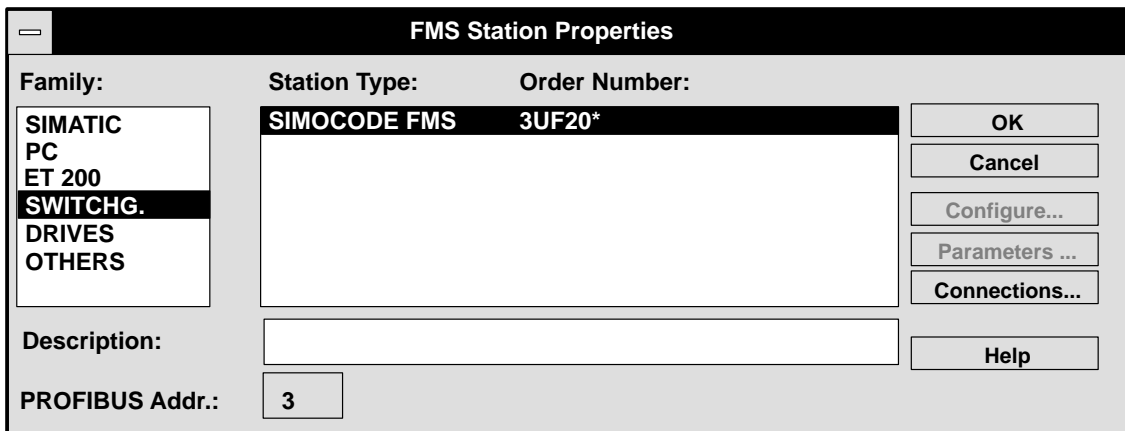 FMS Station Properties
Family:
Station Type:
Order Number:
SIMATIC
PC
ET 200
SWITCHG.
DRIVES
OTHERS
SIMOCODE FMS 3UF20*
OK
Cancel
Configure...
Parameters ...
Connections...
Description:
Help
PROFIBUS Addr.:
3